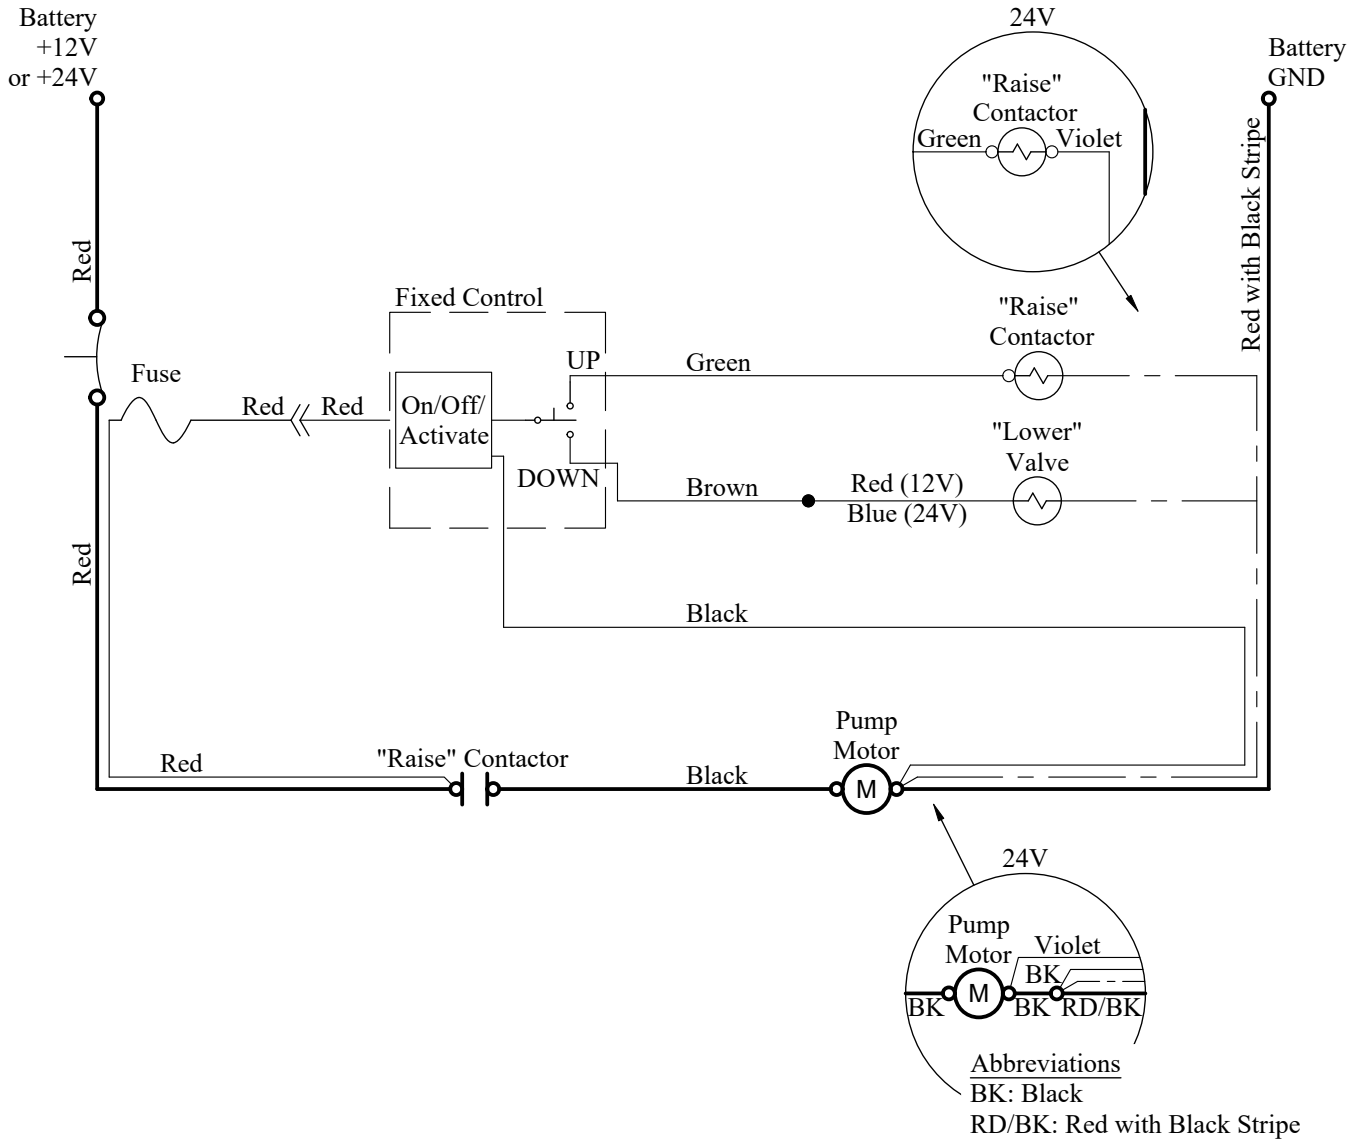 Battery
+12V
or +24V
24V
Battery
GND
"Raise"
Contactor
Green
Violet
Red with Black Stripe
Red
Fixed Control
"Raise"
Contactor
UP
Green
Fuse
Red
Red
On/Off/
Activate
"Lower"
Valve
DOWN
Brown
Red (12V)
Blue (24V)
Red
Black
Pump
Motor
Red
"Raise" Contactor
Black
M
24V
Pump
Motor
Violet
BK
M
BK
BK
RD/BK
Abbreviations
BK: Black
RD/BK: Red with Black Stripe